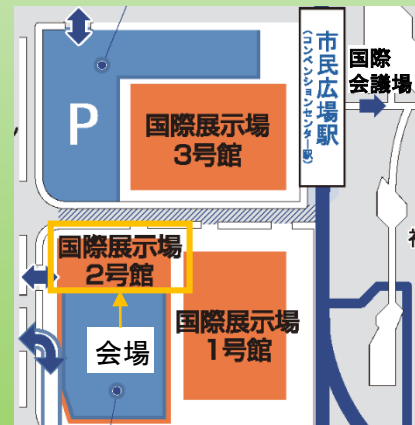 P
国際展示場
3号館
市民広場駅
(コンベンションセンター駅)
国際
会議場
国際展示場
2号館
会場
国際展示場
1号館